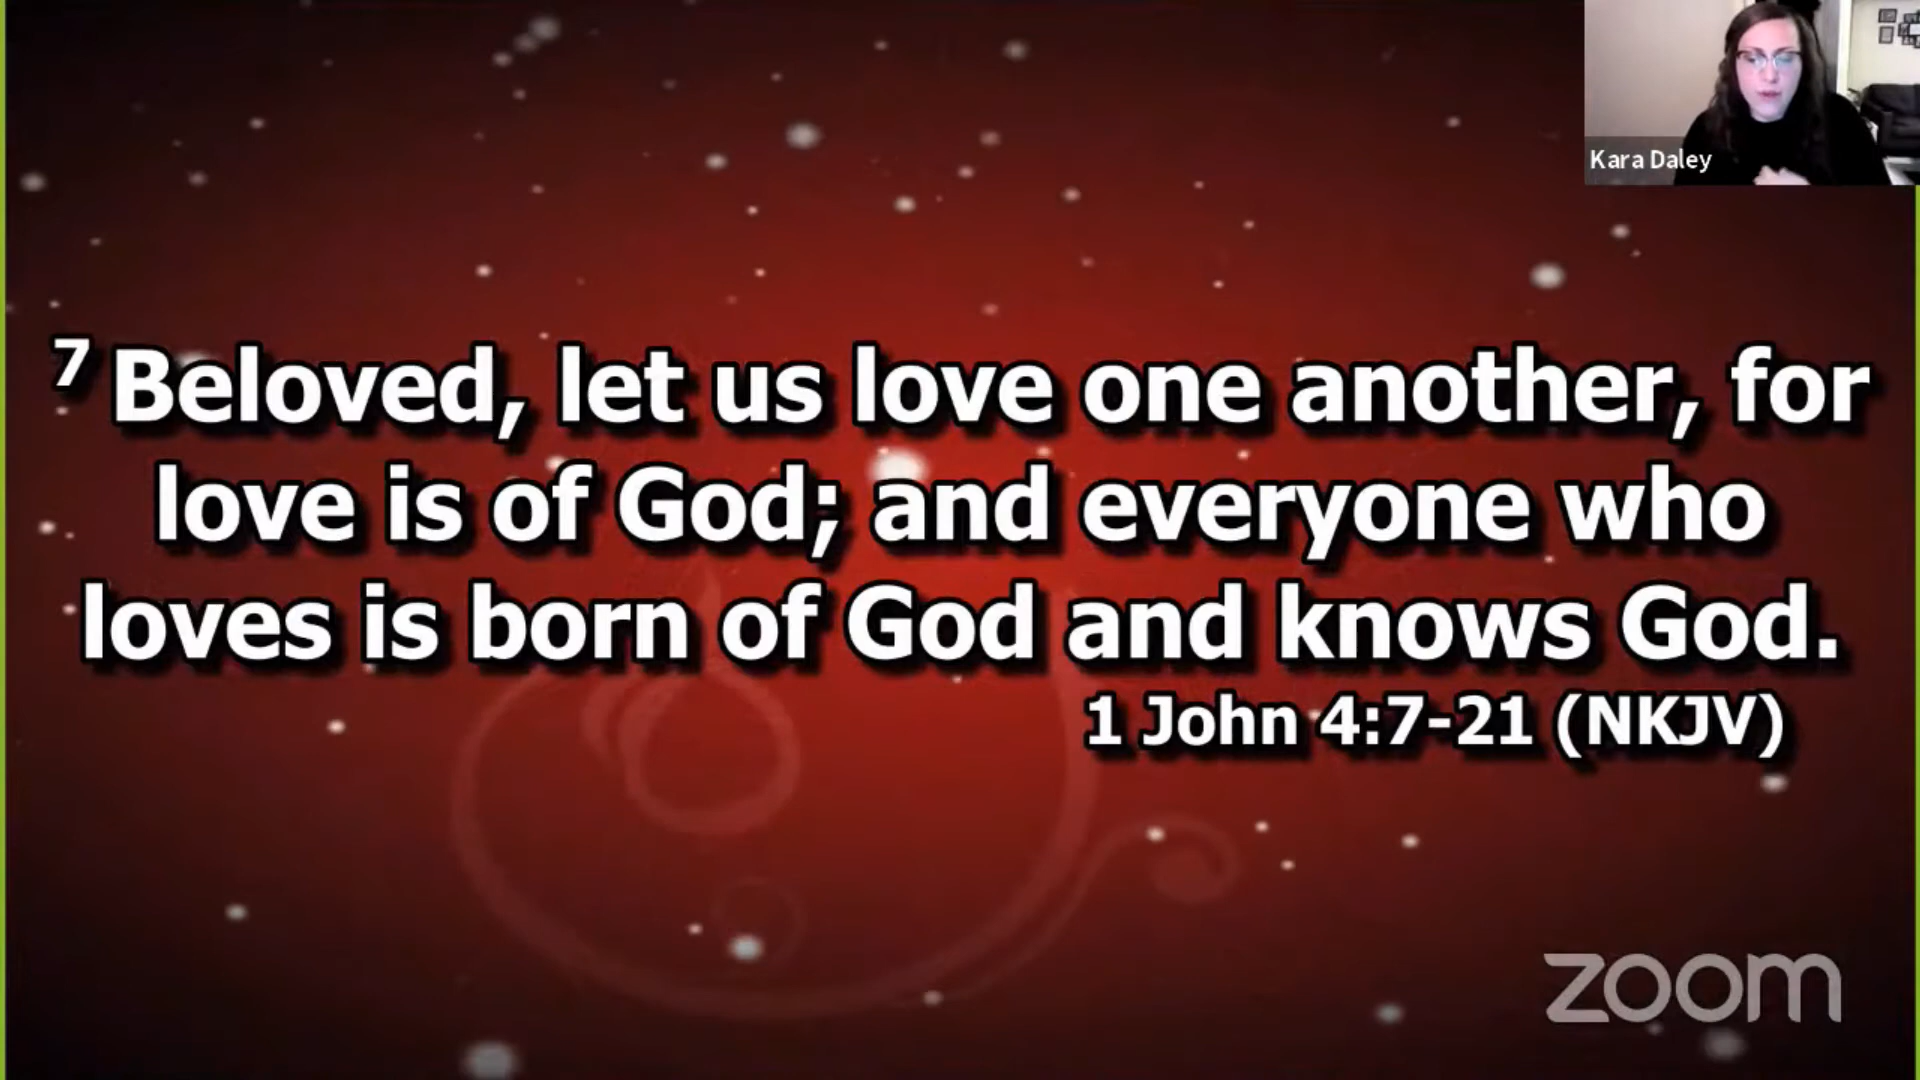 Kara Daley
7 Beloved, let us love one another, for
love is of God; and everyone who
loves is born of God and knows God.
1 John 4:7-21 (NKJV)
zoom